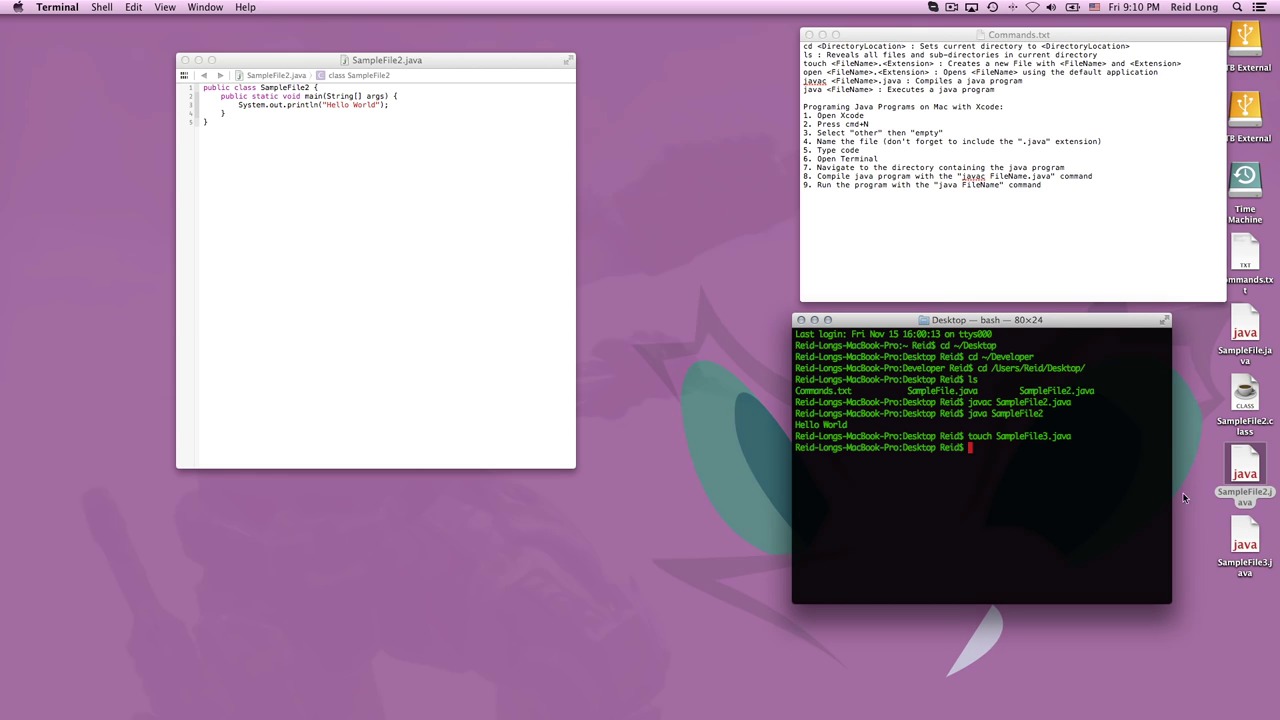 Terminal Shell Edit View Window Help
Fri 9:10 PM Reid Long
SampleFile2.java
SampleFile2.java class SampleFile2
1 public class SampleFile2 {
2 public static void main(String[] args) {
3 System.out.println("Hello World");
4 }
5 }
Commands.txt
cd <DirectoryLocation> : Sets current directory to <DirectoryLocation>
ls : Reveals all files and sub-directories in current directory
touch <FileName>.<Extension> : Creates a new File with <FileName> and <Extension>
open <FileName>.<Extension> : Opens <FileName> using the default application
javac <FileName>.java : Compiles a java program
java <FileName> : Executes a java program
Programing Java Programs on Mac with Xcode:
1. Open Xcode
2. Press cmd+N
3. Select "other" then "empty"
4. Name the file (don't forget to include the ".java" extension)
5. Type code
6. Open Terminal
7. Navigate to the directory containing the java program
8. Compile java program with the "javac FileName.java" command
9. Run the program with the "java FileName" command
Desktop — bash — 80×24
Last login: Fri Nov 15 16:00:13 on ttys000
Reid-Longs-MacBook-Pro:~ Reid$ cd ~/Desktop
Reid-Longs-MacBook-Pro:Desktop Reid$ cd ~/Developer
Reid-Longs-MacBook-Pro:Developer Reid$ cd /Users/Reid/Desktop/
Reid-Longs-MacBook-Pro:Desktop Reid$ ls
Commands.txt SampleFile.java SampleFile2.java
Reid-Longs-MacBook-Pro:Desktop Reid$ javac SampleFile2.java
Reid-Longs-MacBook-Pro:Desktop Reid$ java SampleFile2
Hello World
Reid-Longs-MacBook-Pro:Desktop Reid$ touch SampleFile3.java
Reid-Longs-MacBook-Pro:Desktop Reid$
TB External
TB External
Time
Machine
TXT
mmands.tx
t
java
SampleFile.ja
va
CLASS
SampleFile2.c
lass
java
SampleFile2.j
ava
java
SampleFile3.j
ava